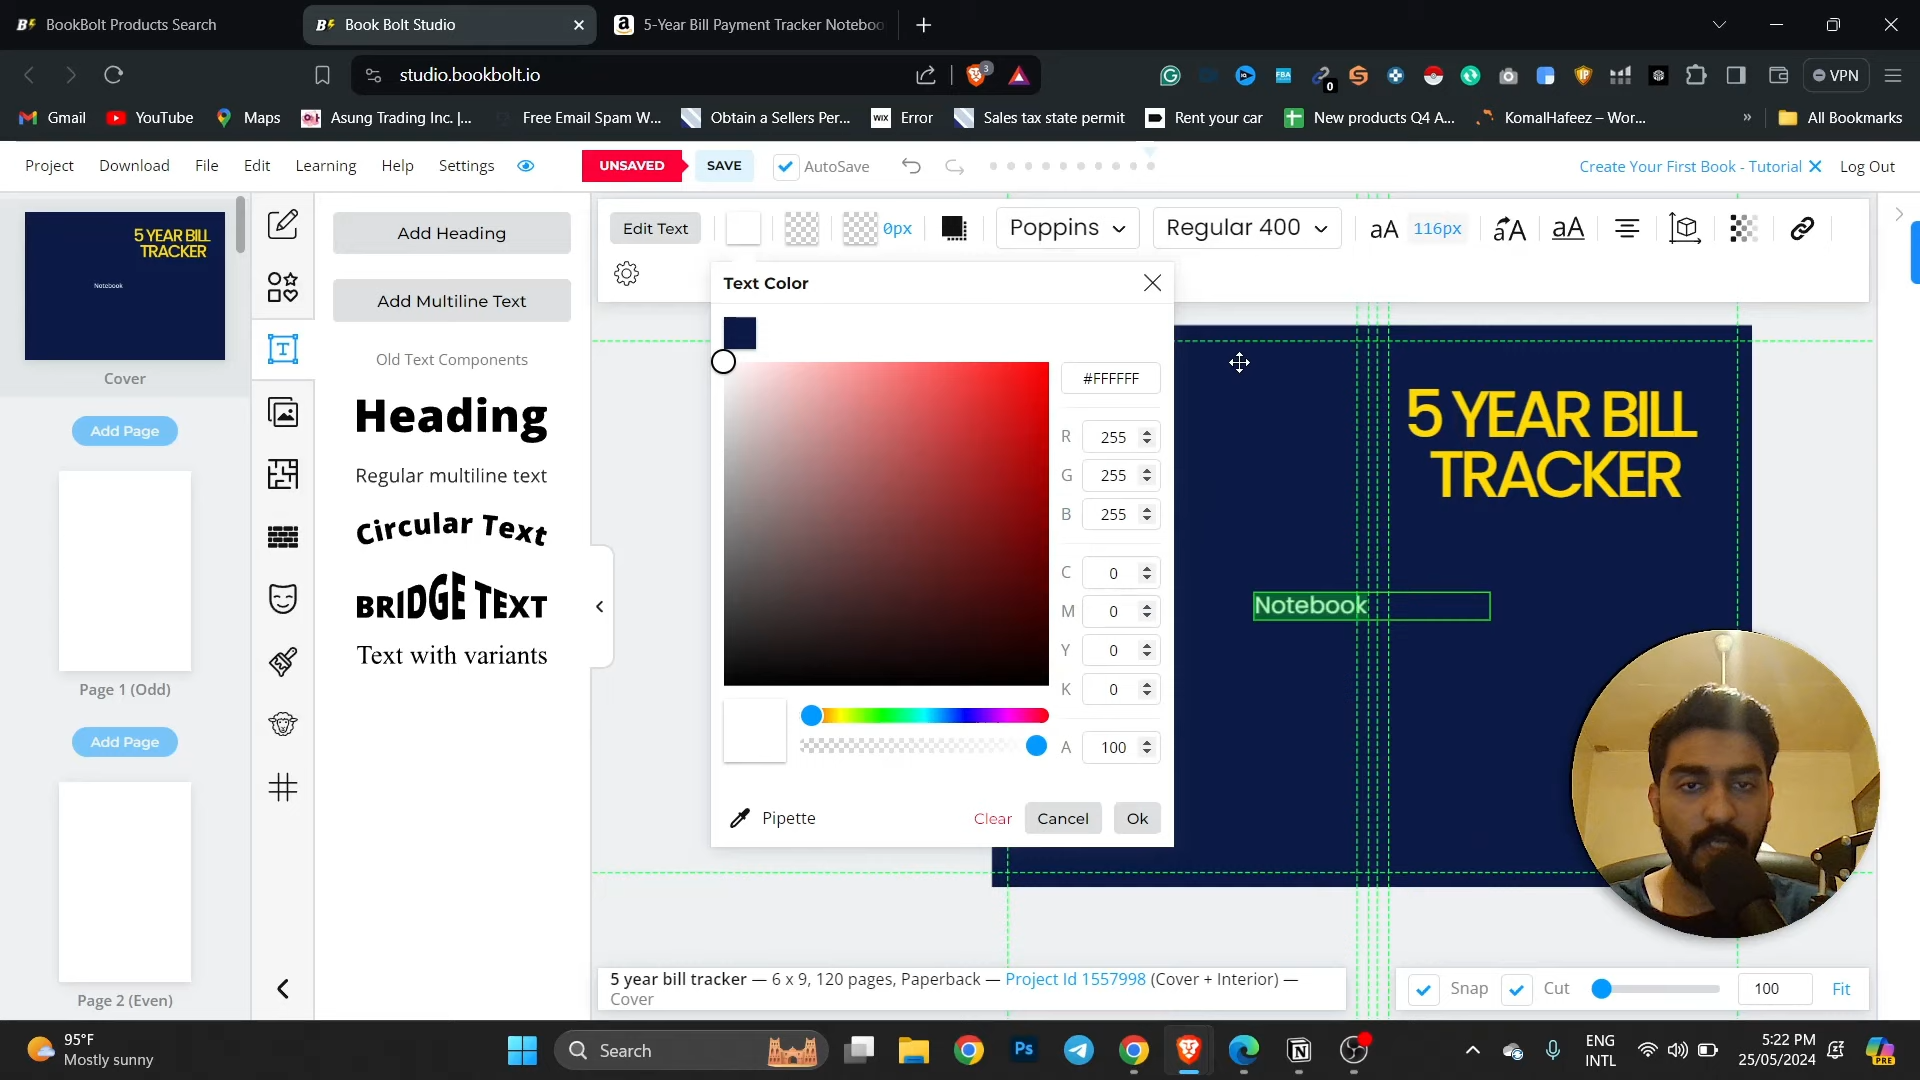 BookBolt Products Search
Book Bolt Studio
5-Year Bill Payment Tracker Noteboo
studio.bookbolt.io
3
FBA
0
IP
VPN
Gmail
YouTube
Maps
Asung Trading Inc. |...
Free Email Spam W...
Obtain a Sellers Per...
WIX
Error
Sales tax state permit
Rent your car
New products Q4 A...
KomalHafeez – Wor...
»
All Bookmarks
Project
Download
File
Edit
Learning
Help
Settings
UNSAVED
SAVE
AutoSave
Create Your First Book - Tutorial
Log Out
5 YEAR BILL
TRACKER
Notebook
Cover
Add Page
Page 1 (Odd)
Add Page
Page 2 (Even)
Add Heading
Add Multiline Text
Old Text Components
Heading
Regular multiline text
Circular Text
BRIDGE TEXT
Text with variants
Edit Text
0px
Poppins
Regular 400
aA
116px
Text Color
#FFFFFF
R 255
G 255
B 255
C 0
M 0
Y 0
K 0
A 100
Pipette
Clear
Cancel
Ok
5 YEAR BILL
TRACKER
Notebook
5 year bill tracker — 6 x 9, 120 pages, Paperback — Project Id 1557998 (Cover + Interior) —
Cover
Snap
Cut
100
Fit
95°F
Mostly sunny
Search
Ps
ENG
INTL
5:22 PM
25/05/2024
PRE